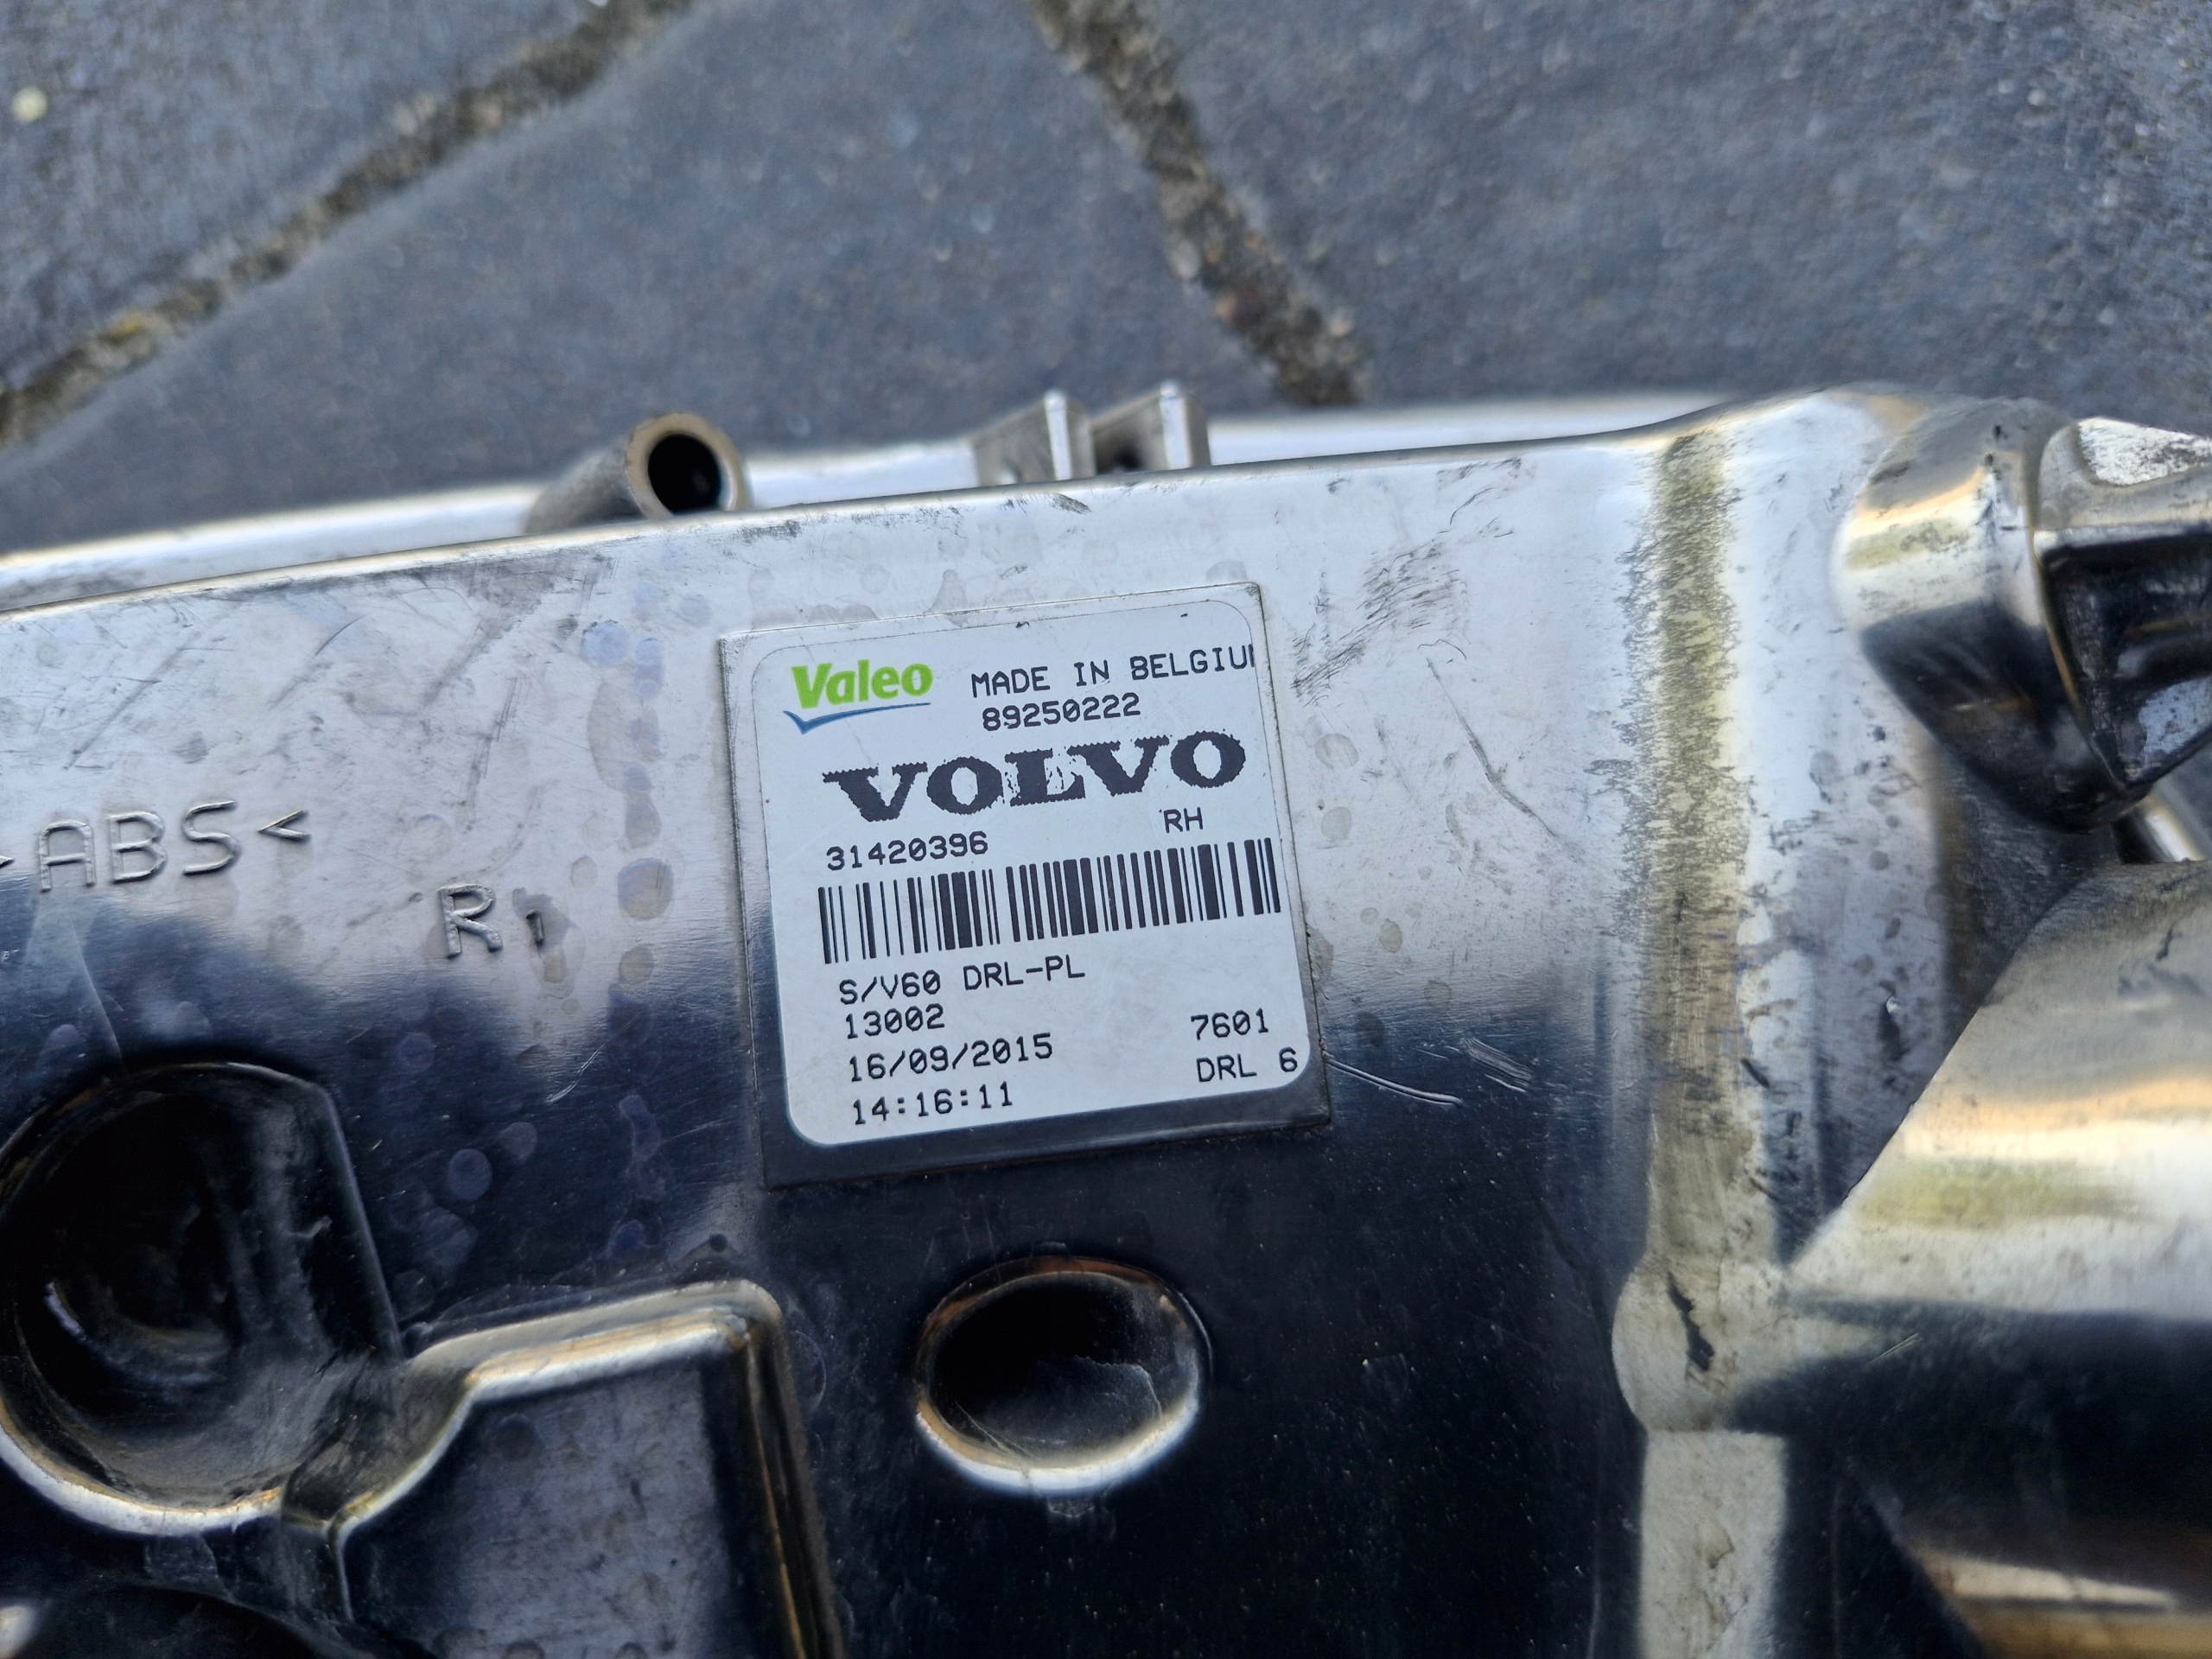 Valeo MADE IN BELGIU
89250222
VOLVO
31420396 RH
S/V60 DRL-PL
13002 7601
16/09/2015 DRL 6
14:16:11
>ABS<
R1